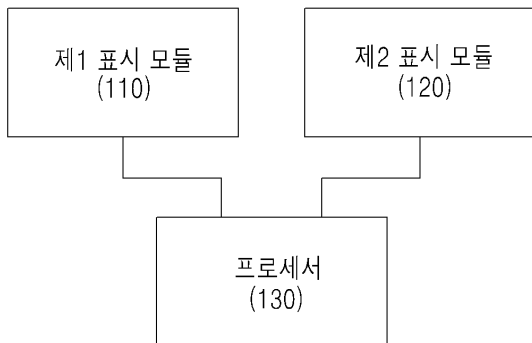 제1 표시 모듈
(110)
제2 표시 모듈
(120)
프로세서
(130)